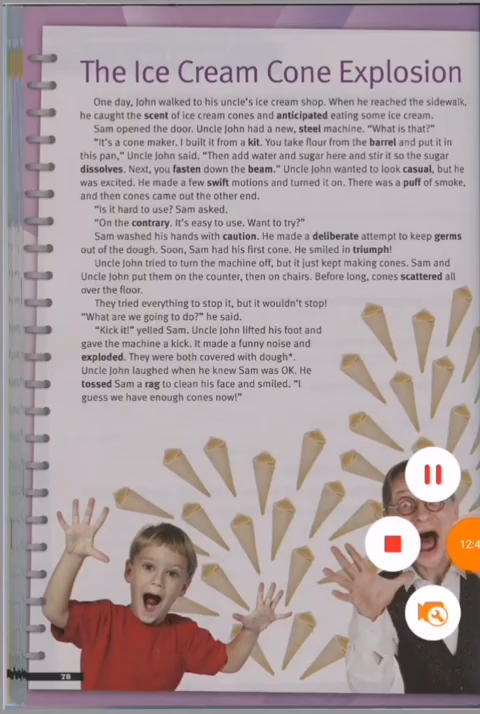 The Ice Cream Cone Explosion
One day, John walked to his uncle's ice cream shop. When he reached the sidewalk,
he caught the scent of ice cream cones and anticipated eating some ice cream.
Sam opened the door. Uncle John had a new, steel machine. "What is that?"
"It's a cone maker. I built it from a kit. You take flour from the barrel and put it in
this pan," Uncle John said. "Then add water and sugar here and stir it so the sugar
dissolves. Next, you fasten down the beam." Uncle John wanted to look casual, but he
was excited. He made a few swift motions and turned it on. There was a puff of smoke,
and then cones came out the other end.
"Is it hard to use? Sam asked.
"On the contrary. It's easy to use. Want to try?"
Sam washed his hands with caution. He made a deliberate attempt to keep germs
out of the dough. Soon, Sam had his first cone. He smiled in triumph!
Uncle John tried to turn the machine off, but it just kept making cones. Sam and
Uncle John put them on the counter, then on chairs. Before long, cones scattered all
over the floor.
They tried everything to stop it, but it wouldn't stop!
"What are we going to do?" he said.
"Kick it!" yelled Sam. Uncle John lifted his foot and
gave the machine a kick. It made a funny noise and
exploded. They were both covered with dough*.
Uncle John laughed when he knew Sam was OK. He
tossed Sam a rag to clean his face and smiled. "I
guess we have enough cones now!"
12:4
78